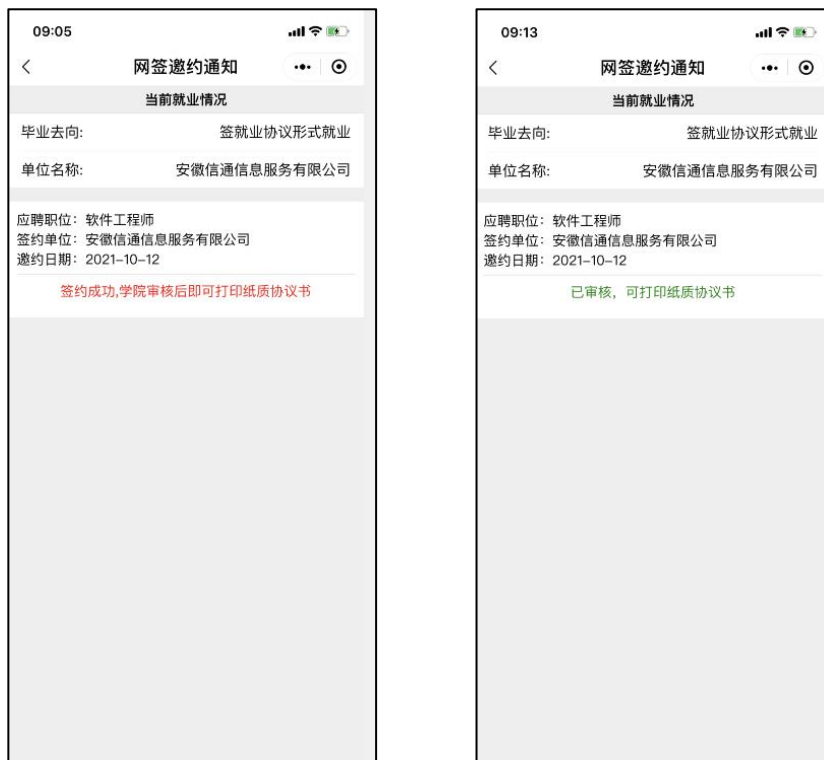 09:05
网签邀约通知
当前就业情况
毕业去向: 签就业协议形式就业
单位名称: 安徽信通信息服务有限公司
应聘职位：软件工程师
签约单位：安徽信通信息服务有限公司
邀约日期：2021-10-12
签约成功,学院审核后即可打印纸质协议书
09:13
网签邀约通知
当前就业情况
毕业去向: 签就业协议形式就业
单位名称: 安徽信通信息服务有限公司
应聘职位：软件工程师
签约单位：安徽信通信息服务有限公司
邀约日期：2021-10-12
已审核，可打印纸质协议书